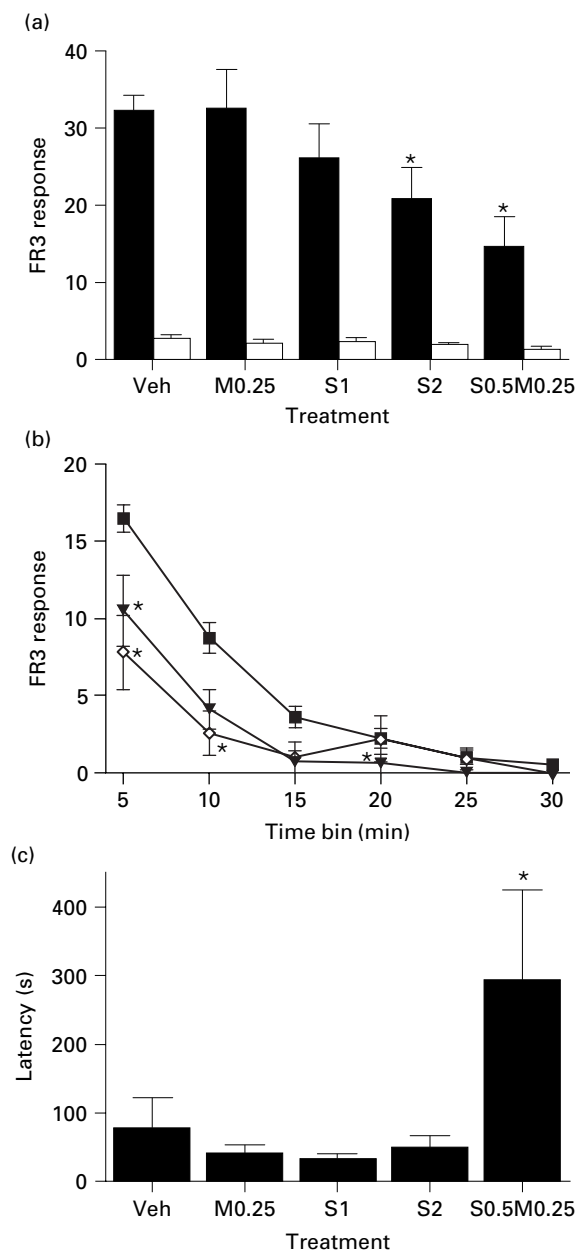 (a)
40
30
20
10
0
FR3 response
*
*
Veh M0.25 S1 S2 S0.5M0.25
Treatment
(b)
20
15
10
5
0
FR3 response
*
*
*
*
5 10 15 20 25 30
Time bin (min)
(c)
400
300
200
100
0
Latency (s)
*
Veh M0.25 S1 S2 S0.5M0.25
Treatment